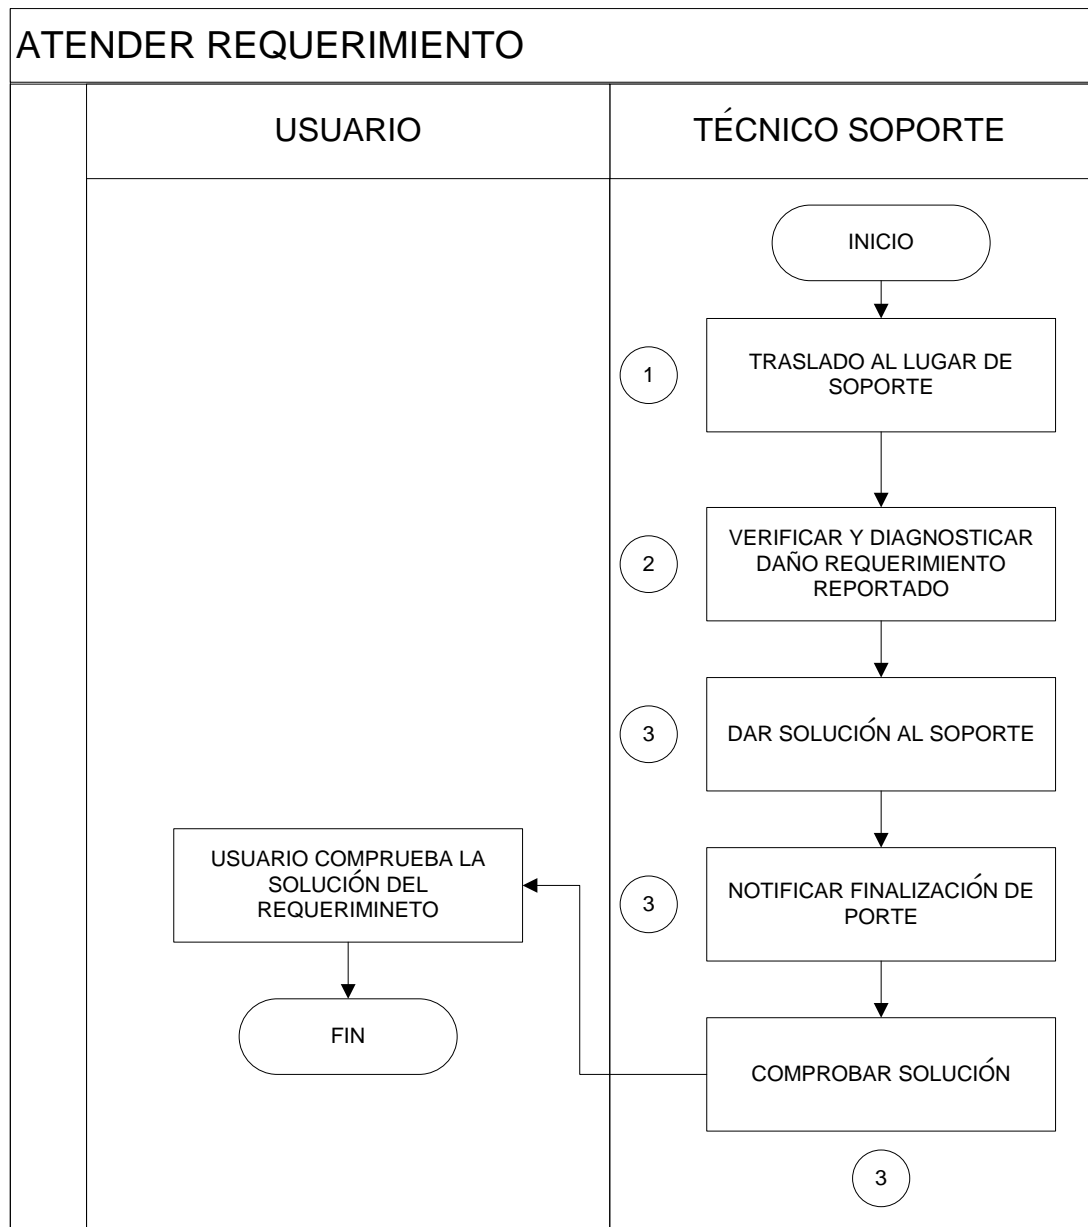 ATENDER REQUERIMIENTO
USUARIO
TÉCNICO SOPORTE
INICIO
1
TRASLADO AL LUGAR DE
SOPORTE
2
VERIFICAR Y DIAGNOSTICAR
DAÑO REQUERIMIENTO
REPORTADO
3
DAR SOLUCIÓN AL SOPORTE
3
NOTIFICAR FINALIZACIÓN DE
PORTE
COMPROBAR SOLUCIÓN
3
USUARIO COMPRUEBA LA
SOLUCIÓN DEL
REQUERIMINETO
FIN